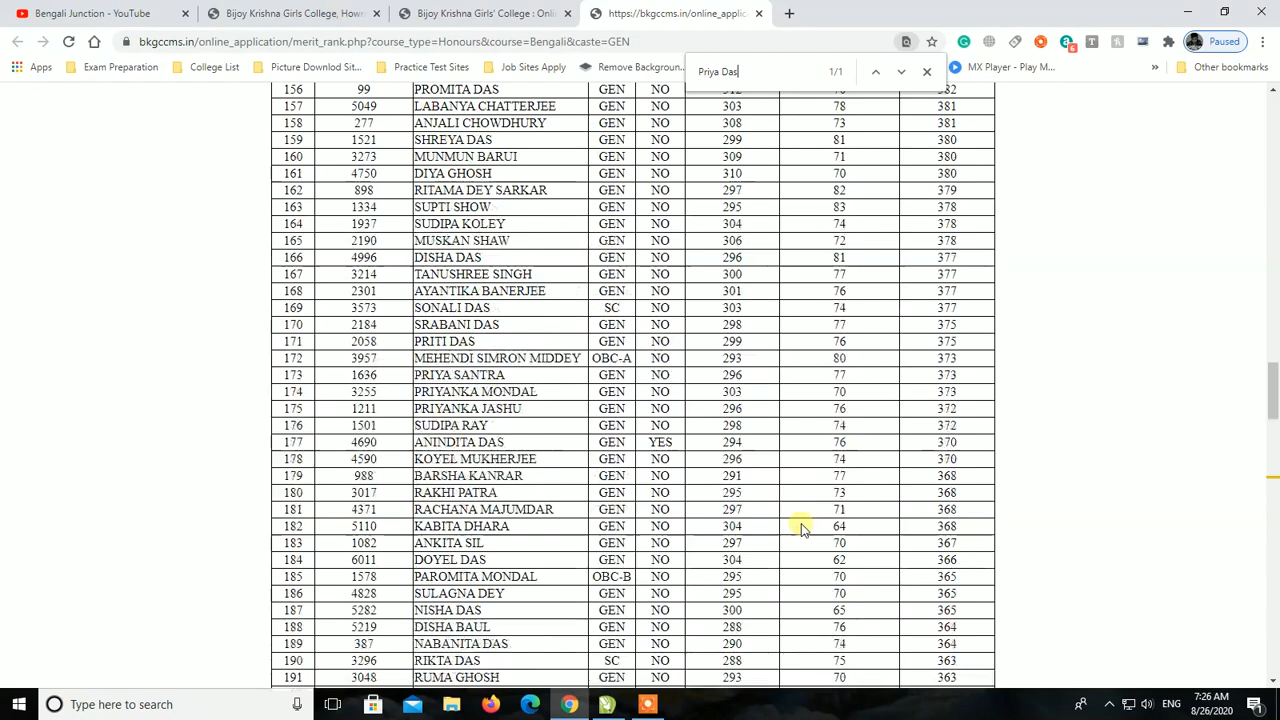 Bengali Junction - YouTube
Bijoy Krishna Girls College, How
Bijoy Krishna Girls' College : Onli
https://bkgccms.in/online_applic
bkgccms.in/online_application/merit_rank.php?court_type=Honours&course=Bengali&caste=GEN
Paused
Apps Exam Preparation College List Picture Downlod Sit... Practice Test Sites Job Sites Apply Remove Backgroun... MX Player - Play M... » Other bookmarks
Priya Das 1/1
156 99 PROMITA DAS GEN NO 382
157 5049 LABANYA CHATTERJEE GEN NO 303 78 381
158 277 ANJALI CHOWDHURY GEN NO 308 73 381
159 1521 SHREYA DAS GEN NO 299 81 380
160 3273 MUNMUN BARUI GEN NO 309 71 380
161 4750 DIYA GHOSH GEN NO 310 70 380
162 898 RITAMA DEY SARKAR GEN NO 297 82 379
163 1334 SUPTI SHOW GEN NO 295 83 378
164 1937 SUDIPA KOLEY GEN NO 304 74 378
165 2190 MUSKAN SHAW GEN NO 306 72 378
166 4996 DISHA DAS GEN NO 296 81 377
167 3214 TANUSHREE SINGH GEN NO 300 77 377
168 2301 AYANTIKA BANERJEE GEN NO 301 76 377
169 3573 SONALI DAS SC NO 303 74 377
170 2184 SRABANI DAS GEN NO 298 77 375
171 2058 PRITI DAS GEN NO 299 76 375
172 3957 MEHENDI SIMRON MIDDEY OBC-A NO 293 80 373
173 1636 PRIYA SANTRA GEN NO 296 77 373
174 3255 PRIYANKA MONDAL GEN NO 303 70 373
175 1211 PRIYANKA JASHU GEN NO 296 76 372
176 1501 SUDIPA RAY GEN NO 298 74 372
177 4690 ANINDITA DAS GEN YES 294 76 370
178 4590 KOYEL MUKHERJEE GEN NO 296 74 370
179 988 BARSHA KANRAR GEN NO 291 77 368
180 3017 RAKHI PATRA GEN NO 295 73 368
181 4371 RACHANA MAJUMDAR GEN NO 297 71 368
182 5110 KABITA DHARA GEN NO 304 64 368
183 1082 ANKITA SIL GEN NO 297 70 367
184 6011 DOYEL DAS GEN NO 304 62 366
185 1578 PAROMITA MONDAL OBC-B NO 295 70 365
186 4828 SULAGNA DEY GEN NO 295 70 365
187 5282 NISHA DAS GEN NO 300 65 365
188 5219 DISHA BAUL GEN NO 288 76 364
189 387 NABANITA DAS GEN NO 290 74 364
190 3296 RIKTA DAS SC NO 288 75 363
191 3048 RUMA GHOSH GEN NO 293 70 363
Type here to search
ENG
7:26 AM
8/26/2020